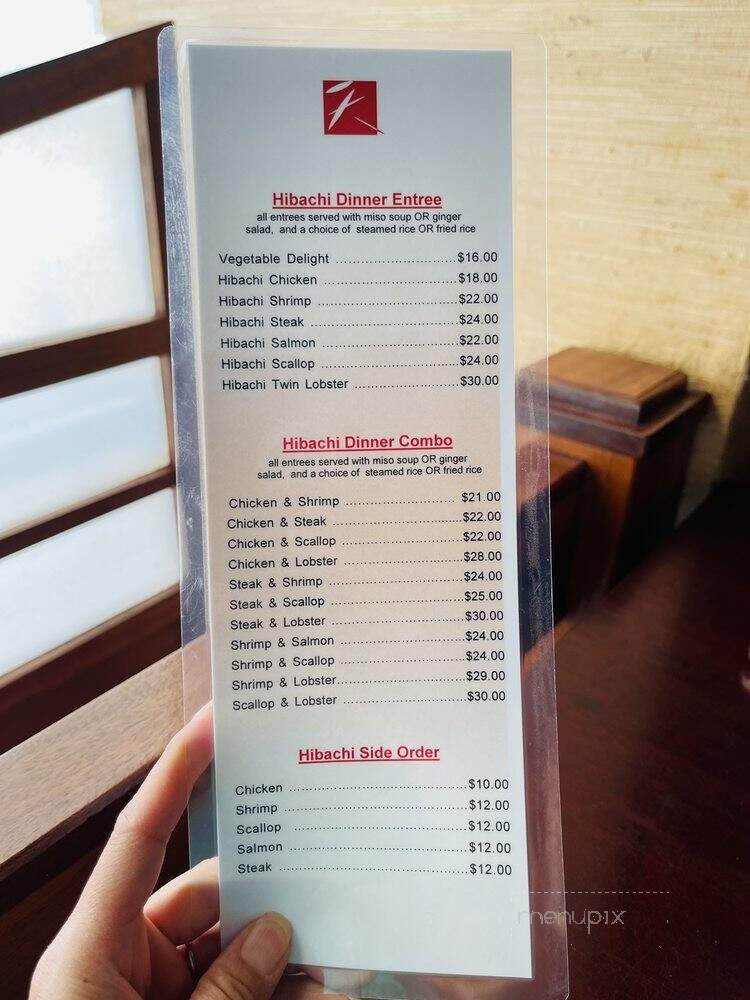 Hibachi Dinner Entree
all entrees served with miso soup OR ginger
salad, and a choice of steamed rice OR fried rice
Vegetable Delight ..............................$16.00
Hibachi Chicken ..................................$18.00
Hibachi Shrimp ...................................$22.00
Hibachi Steak .....................................$24.00
Hibachi Salmon ..................................$22.00
Hibachi Scallop ..................................$24.00
Hibachi Twin Lobster ..........................$30.00
Hibachi Dinner Combo
all entrees served with miso soup OR ginger
salad, and a choice of steamed rice OR fried rice
Chicken & Shrimp ........................... $21.00
Chicken & Steak ................................$22.00
Chicken & Scallop ..............................$22.00
Chicken & Lobster ..............................$28.00
Steak & Shrimp ..................................$24.00
Steak & Scallop .................................$25.00
Steak & Lobster .................................$30.00
Shrimp & Salmon ...............................$24.00
Shrimp & Scallop ...............................$24.00
Shrimp & Lobster................................$29.00
Scallop & Lobster ..............................$30.00
Hibachi Side Order
Chicken ............................................$10.00
Shrimp .............................................$12.00
Scallop ...........................................$12.00
Salmon ............................................$12.00
Steak ...............................................$12.00
menupix